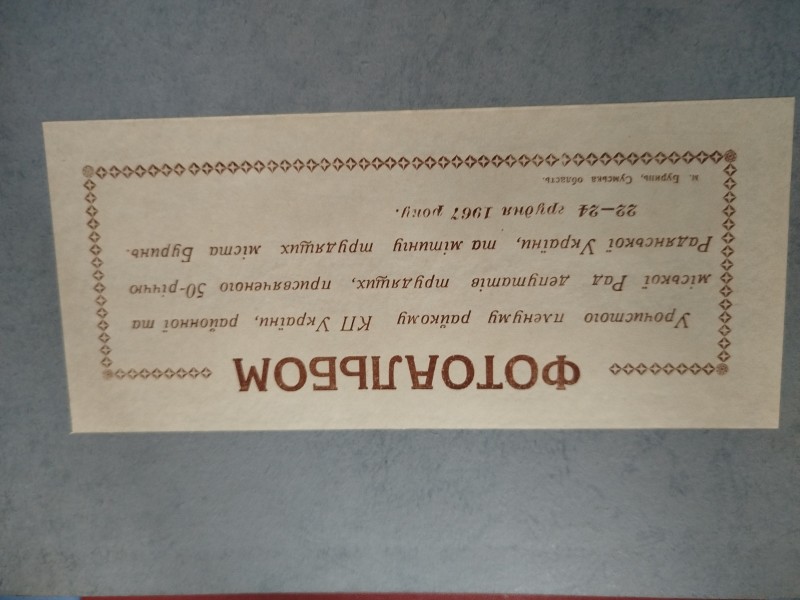 ФОТОАЛЬБОМ
Урочистого пленуму райкому КП України, районної та
міської Рад депутатів трудящих, присвяченого 50-річчю
Радянської України, та мітингу трудящих міста Буринь.
22—24 грудня 1967 року.
м. Буринь, Сумська область.